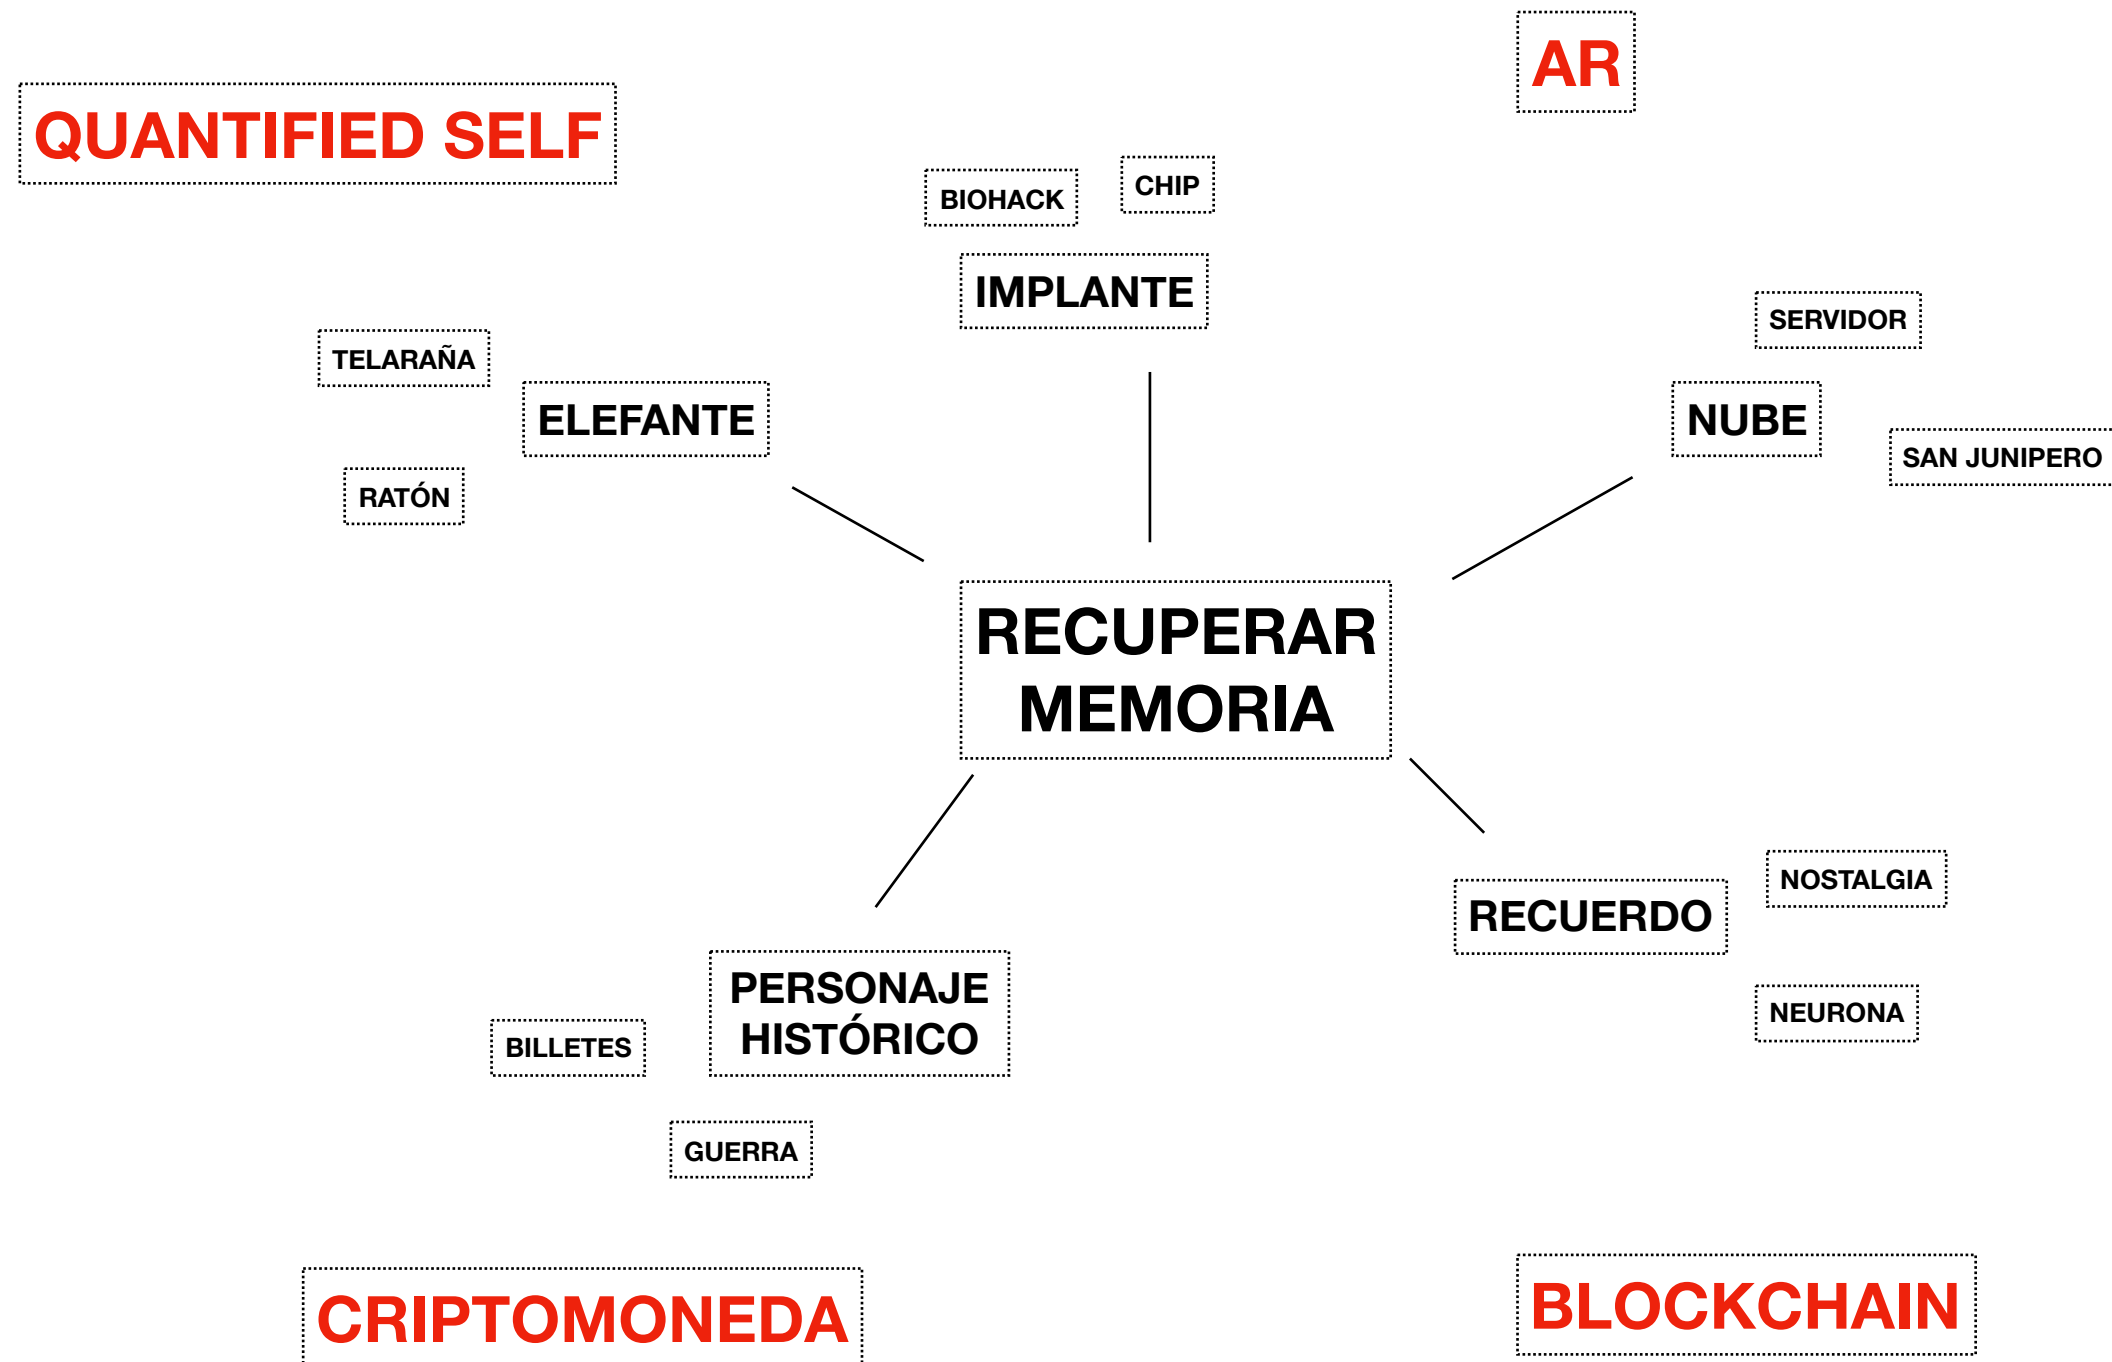 AR
QUANTIFIED SELF
BIOHACK
CHIP
IMPLANTE
SERVIDOR
TELARAÑA
ELEFANTE
NUBE
SAN JUNIPERO
RATÓN
RECUPERAR
MEMORIA
NOSTALGIA
RECUERDO
PERSONAJE
HISTÓRICO
NEURONA
BILLETES
GUERRA
CRIPTOMONEDA
BLOCKCHAIN